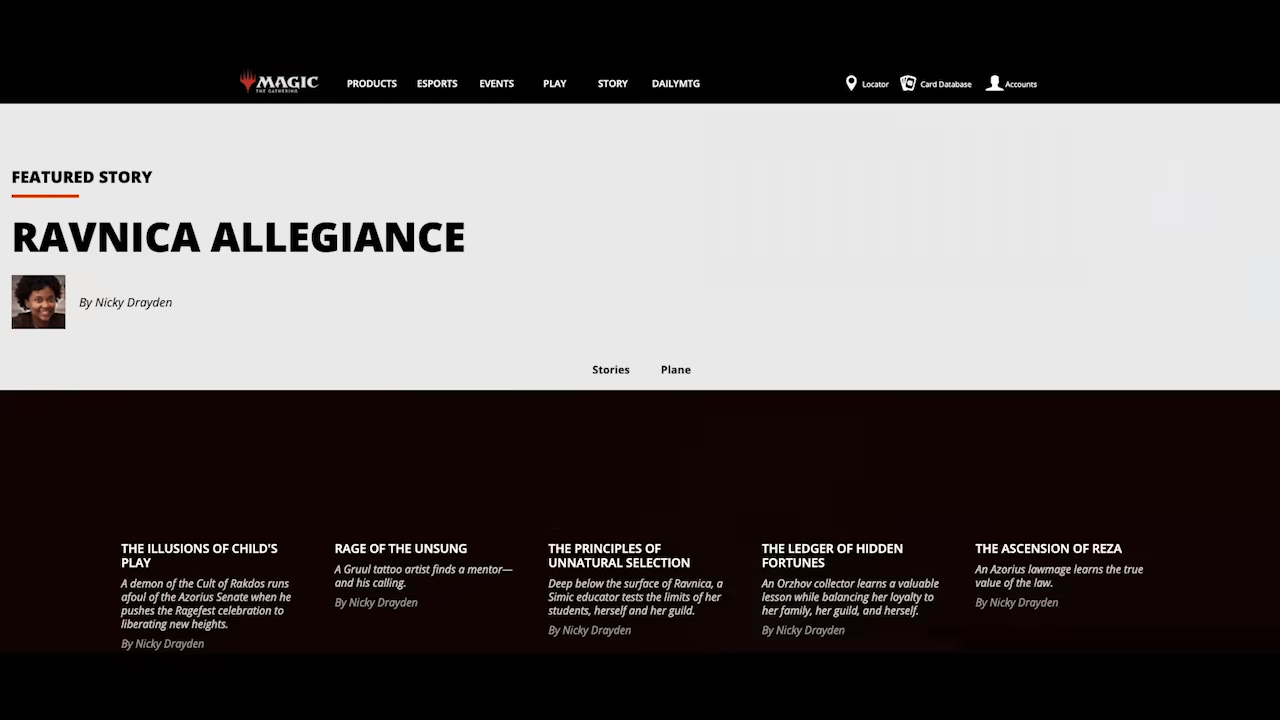 MAGIC
THE GATHERING
PRODUCTS ESPORTS EVENTS PLAY STORY DAILYMTG Locator Card Database Accounts
FEATURED STORY
RAVNICA ALLEGIANCE
By Nicky Drayden
Stories Plane
THE ILLUSIONS OF CHILD'S
PLAY
A demon of the Cult of Rakdos runs
afoul of the Azorius Senate when he
pushes the Ragefest celebration to
liberating new heights.
By Nicky Drayden
RAGE OF THE UNSUNG
A Gruul tattoo artist finds a mentor—
and his calling.
By Nicky Drayden
THE PRINCIPLES OF
UNNATURAL SELECTION
Deep below the surface of Ravnica, a
Simic educator tests the limits of her
students, herself and her guild.
By Nicky Drayden
THE LEDGER OF HIDDEN
FORTUNES
An Orzhov collector learns a valuable
lesson while balancing her loyalty to
her family, her guild, and herself.
By Nicky Drayden
THE ASCENSION OF REZA
An Azorius lawmage learns the true
value of the law.
By Nicky Drayden